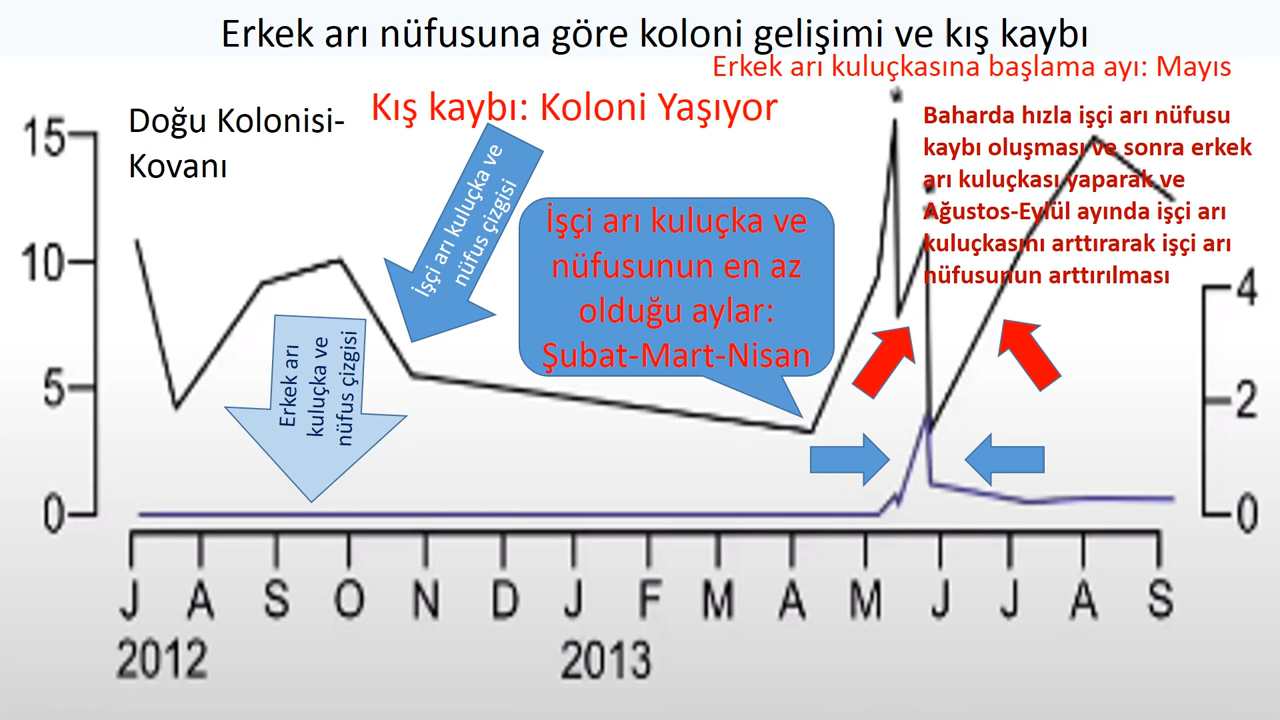 Erkek arı nüfusuna göre koloni gelişimi ve kış kaybı
Erkek arı kuluçkasına başlama ayı: Mayıs
Kış kaybı: Koloni Yaşıyor
Doğu Kolonisi-
Kovanı
Baharda hızla işçi arı nüfusu
kaybı oluşması ve sonra erkek
arı kuluçkası yaparak ve
Ağustos-Eylül ayında işçi arı
kuluçkasını arttırarak işçi arı
nüfusunun arttırılması
İşçi arı kuluçka ve
nüfus çizgisi
İşçi arı kuluçka ve
nüfusunun en az
olduğu aylar:
Şubat-Mart-Nisan
Erkek arı
kuluçka ve
nüfus çizgisi
15
10
5
0
4
2
0
J A S O N D J F M A M J J A S
2012 2013